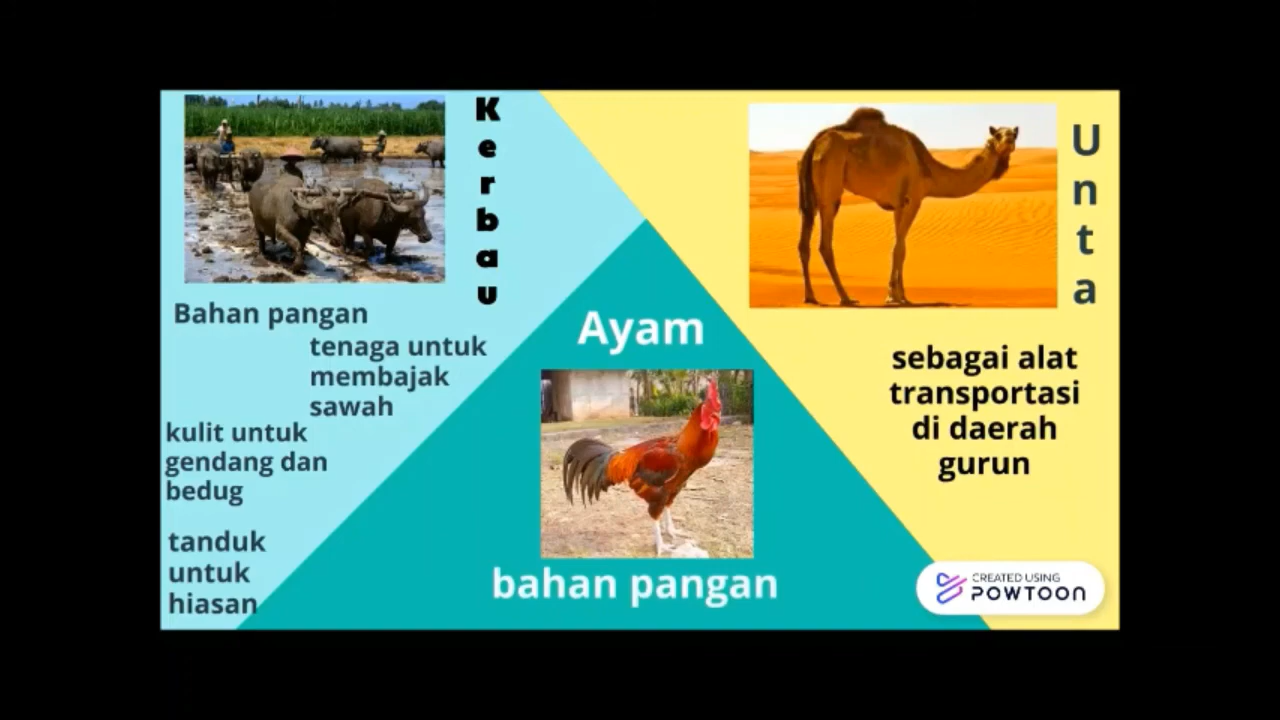 Kerbau
Bahan pangan
tenaga untuk
membajak
sawah
kulit untuk
gendang dan
bedug
tanduk
untuk
hiasan
Ayam
bahan pangan
Unta
sebagai alat
transportasi
di daerah
gurun
CREATED USING
POWTOON